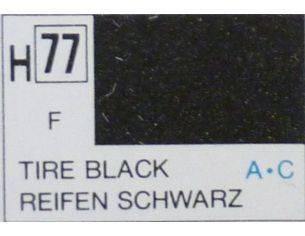 H 77
F
TIRE BLACK A•C
REIFEN SCHWARZ